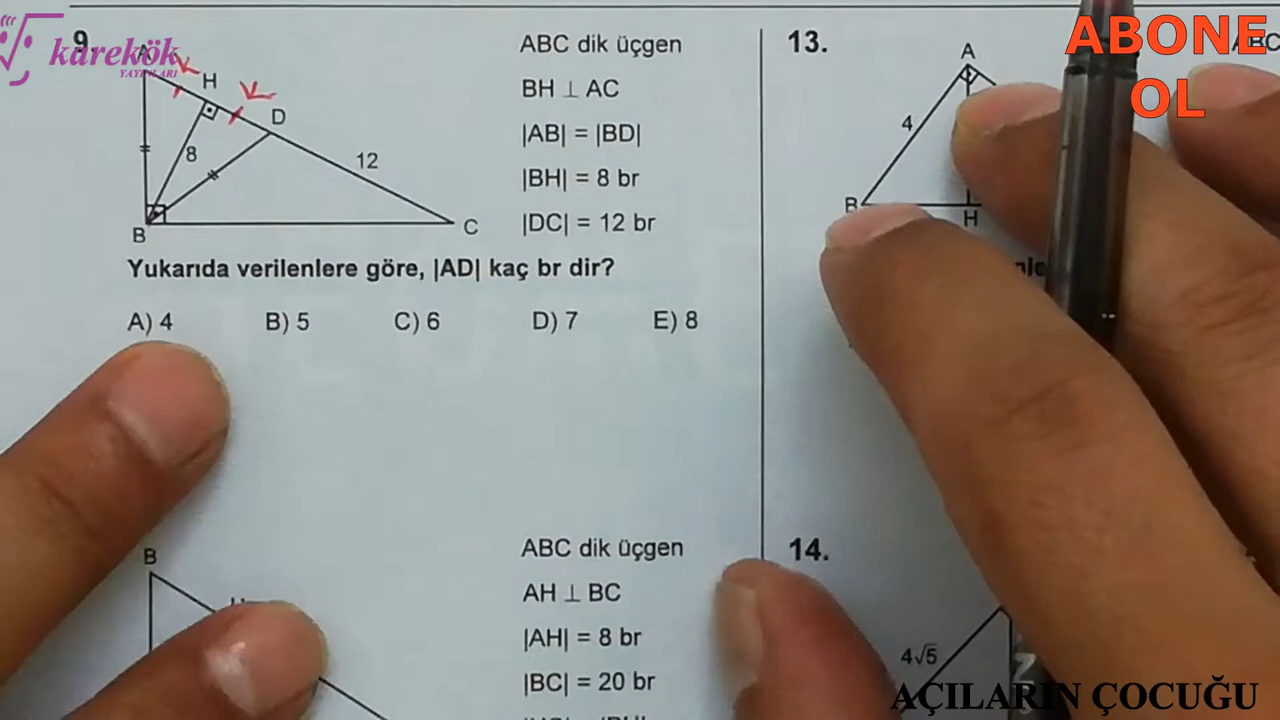 karekök
YAYINLARI
9
A
H
D
8
12
B
C
ABC dik üçgen
BH ⊥ AC
|AB| = |BD|
|BH| = 8 br
|DC| = 12 br
Yukarıda verilenlere göre, |AD| kaç br dir?
A) 4 B) 5 C) 6 D) 7 E) 8
B
ABC dik üçgen
AH ⊥ BC
|AH| = 8 br
|BC| = 20 br
13.
A
4
B
H
ABC
14.
4√5
ABONE
OL
AÇILARIN ÇOCUĞU